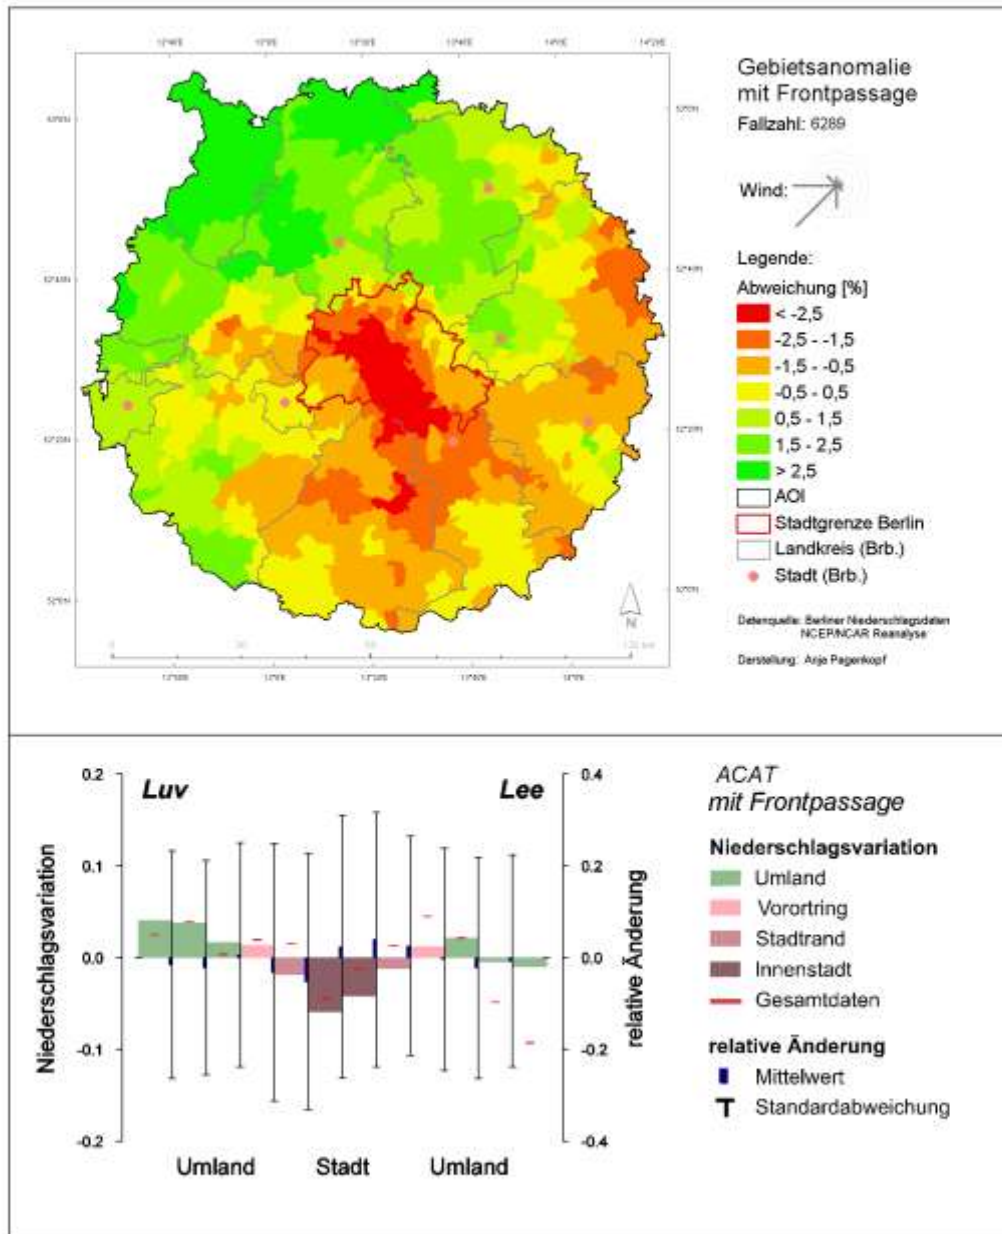 Gebietsanomalie
mit Frontpassage
Fallzahl: 6289
Wind:
Legende:
Abweichung [%]
< -2,5
-2,5 - -1,5
-1,5 - -0,5
-0,5 - 0,5
0,5 - 1,5
1,5 - 2,5
> 2,5
AOI
Stadtgrenze Berlin
Landkreis (Brb.)
Stadt (Brb.)
N
Datenquelle: Berliner Niederschlagsdaten
NCEP/NCAR Reanalyse
Darstellung: Anja Pagenkopf
0.2
0.1
0.0
-0.1
-0.2
Niederschlagsvariation
Luv
Lee
0.4
0.2
0.0
-0.2
-0.4
relative Änderung
Umland
Stadt
Umland
ACAT
mit Frontpassage
Niederschlagsvariation
Umland
Vorortring
Stadtrand
Innenstadt
Gesamtdaten
relative Änderung
Mittelwert
Standardabweichung